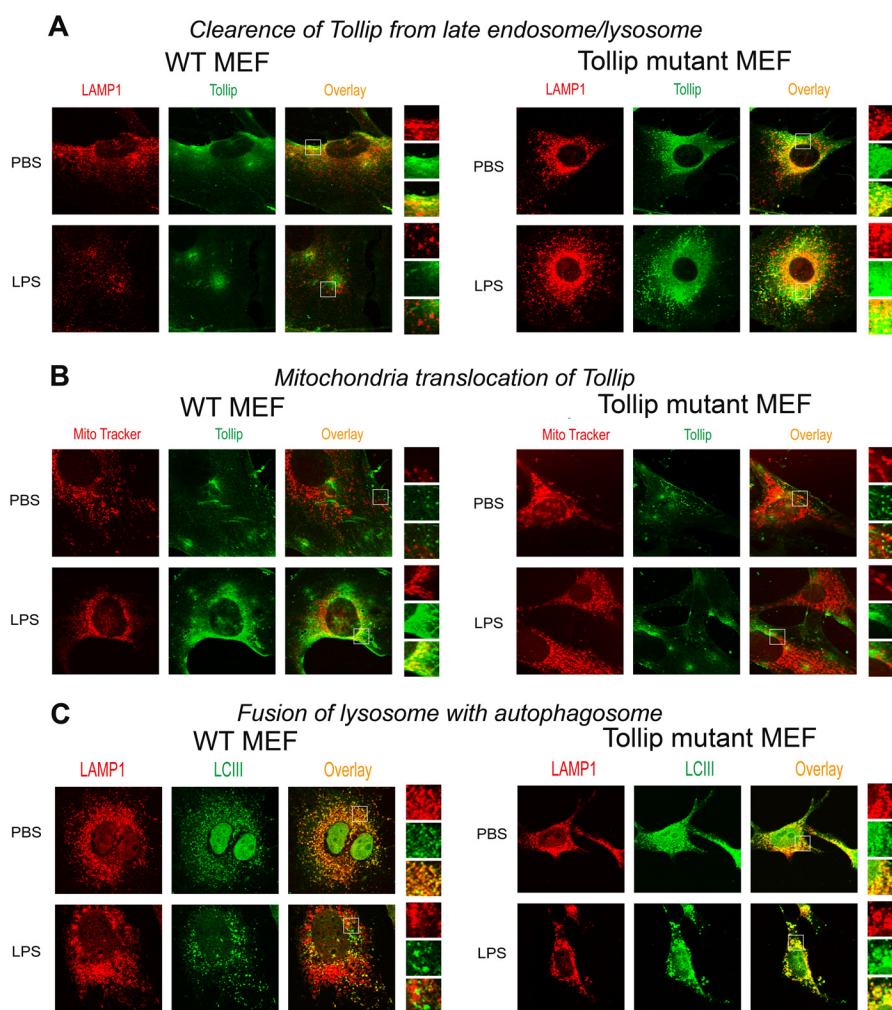 A
Clearence of Tollip from late endosome/lysosome
WT MEF
Tollip mutant MEF
LAMP1 Tollip Overlay
LAMP1 Tollip Overlay
PBS
PBS
LPS
LPS
B
Mitochondria translocation of Tollip
WT MEF
Tollip mutant MEF
Mito Tracker Tollip Overlay
Mito Tracker Tollip Overlay
PBS
PBS
LPS
LPS
C
Fusion of lysosome with autophagosome
WT MEF
Tollip mutant MEF
LAMP1 LCIII Overlay
LAMP1 LCIII Overlay
PBS
PBS
LPS
LPS